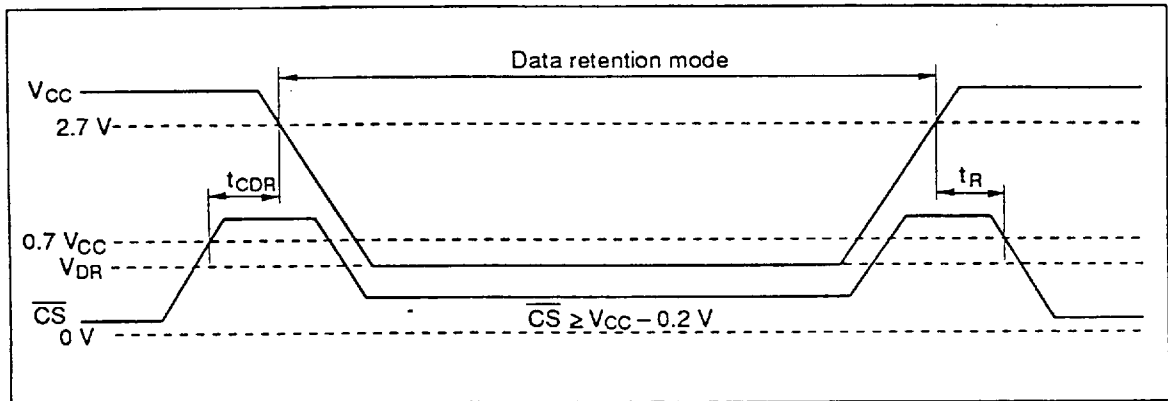 Data retention mode
VCC
2.7 V
tCDR
tR
0.7 VCC
VDR
CS
CS ≥ VCC – 0.2 V
0 V